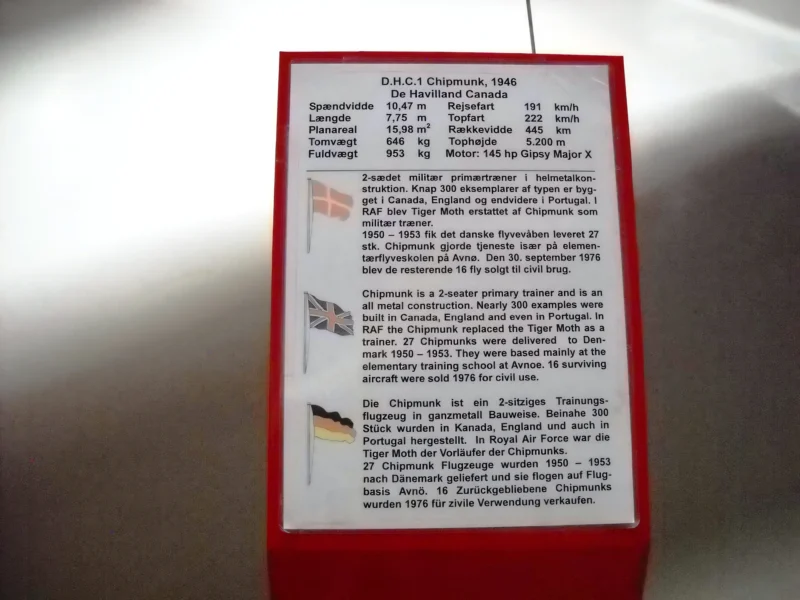 D.H.C.1 Chipmunk, 1946
De Havilland Canada
Spændvidde 10,47 m Rejsefart 191 km/h
Længde 7,75 m Topfart 222 km/h
Planareal 15,98 m² Rækkevidde 445 km
Tomvægt 646 kg Tophøjde 5.200 m
Fuldvægt 953 kg Motor: 145 hp Gipsy Major X
2-sædet militær primærtræner i helmetalkon-
struktion. Knap 300 eksemplarer af typen er byg-
get i Canada, England og endvidere i Portugal. I
RAF blev Tiger Moth erstattet af Chipmunk som
militær træner.
1950 – 1953 fik det danske flyvevåben leveret 27
stk. Chipmunk gjorde tjeneste især på elemen-
tærflyveskolen på Avnø. Den 30. september 1976
blev de resterende 16 fly solgt til civil brug.
Chipmunk is a 2-seater primary trainer and is an
all metal construction. Nearly 300 examples were
built in Canada, England and even in Portugal. In
RAF the Chipmunk replaced the Tiger Moth as a
trainer. 27 Chipmunks were delivered to Den-
mark 1950 – 1953. They were based mainly at the
elementary training school at Avnoe. 16 surviving
aircraft were sold 1976 for civil use.
Die Chipmunk ist ein 2-sitziges Trainungs-
flugzeug in ganzmetall Bauweise. Beinahe 300
Stück wurden in Kanada, England und auch in
Portugal hergestellt. In Royal Air Force war die
Tiger Moth der Vorläufer der Chipmunks.
27 Chipmunk Flugzeuge wurden 1950 – 1953
nach Dänemark geliefert und sie flogen auf Flug-
basis Avnö. 16 Zurückgebliebene Chipmunks
wurden 1976 für zivile Verwendung verkaufen.